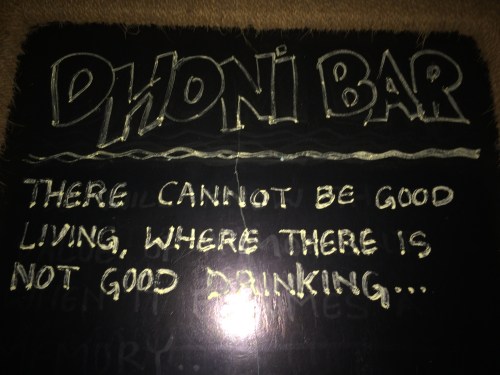 DHONi BAR
THERE CANNOT BE GOOD
LIVING, WHERE THERE IS
NOT GOOD DRINKING...